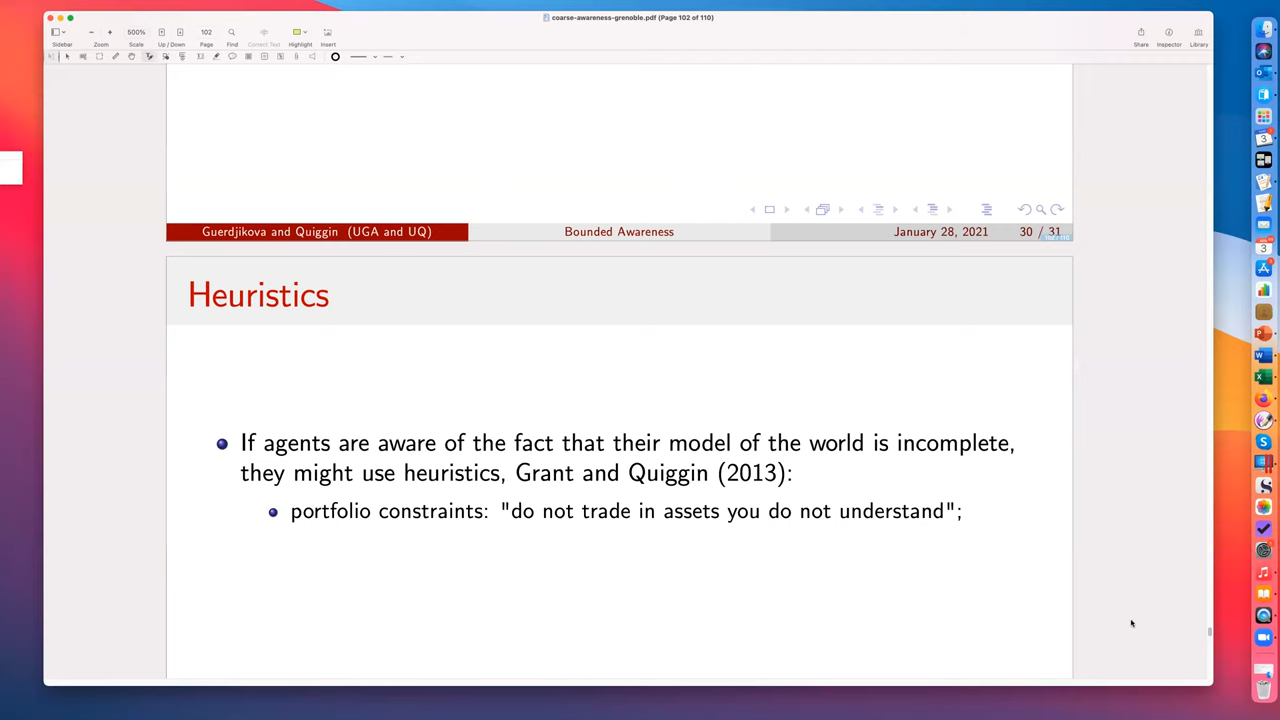 coarse-awareness-grenoble.pdf (Page 102 of 110)
500%
102
Sidebar
Zoom
Scale
Up / Down
Page
Find
Correct Text
Highlight
Insert
Share
Inspector
Library
Guerdjikova and Quiggin (UGA and UQ)
Bounded Awareness
January 28, 2021
30 / 31
Heuristics
If agents are aware of the fact that their model of the world is incomplete,
they might use heuristics, Grant and Quiggin (2013):
portfolio constraints: "do not trade in assets you do not understand";